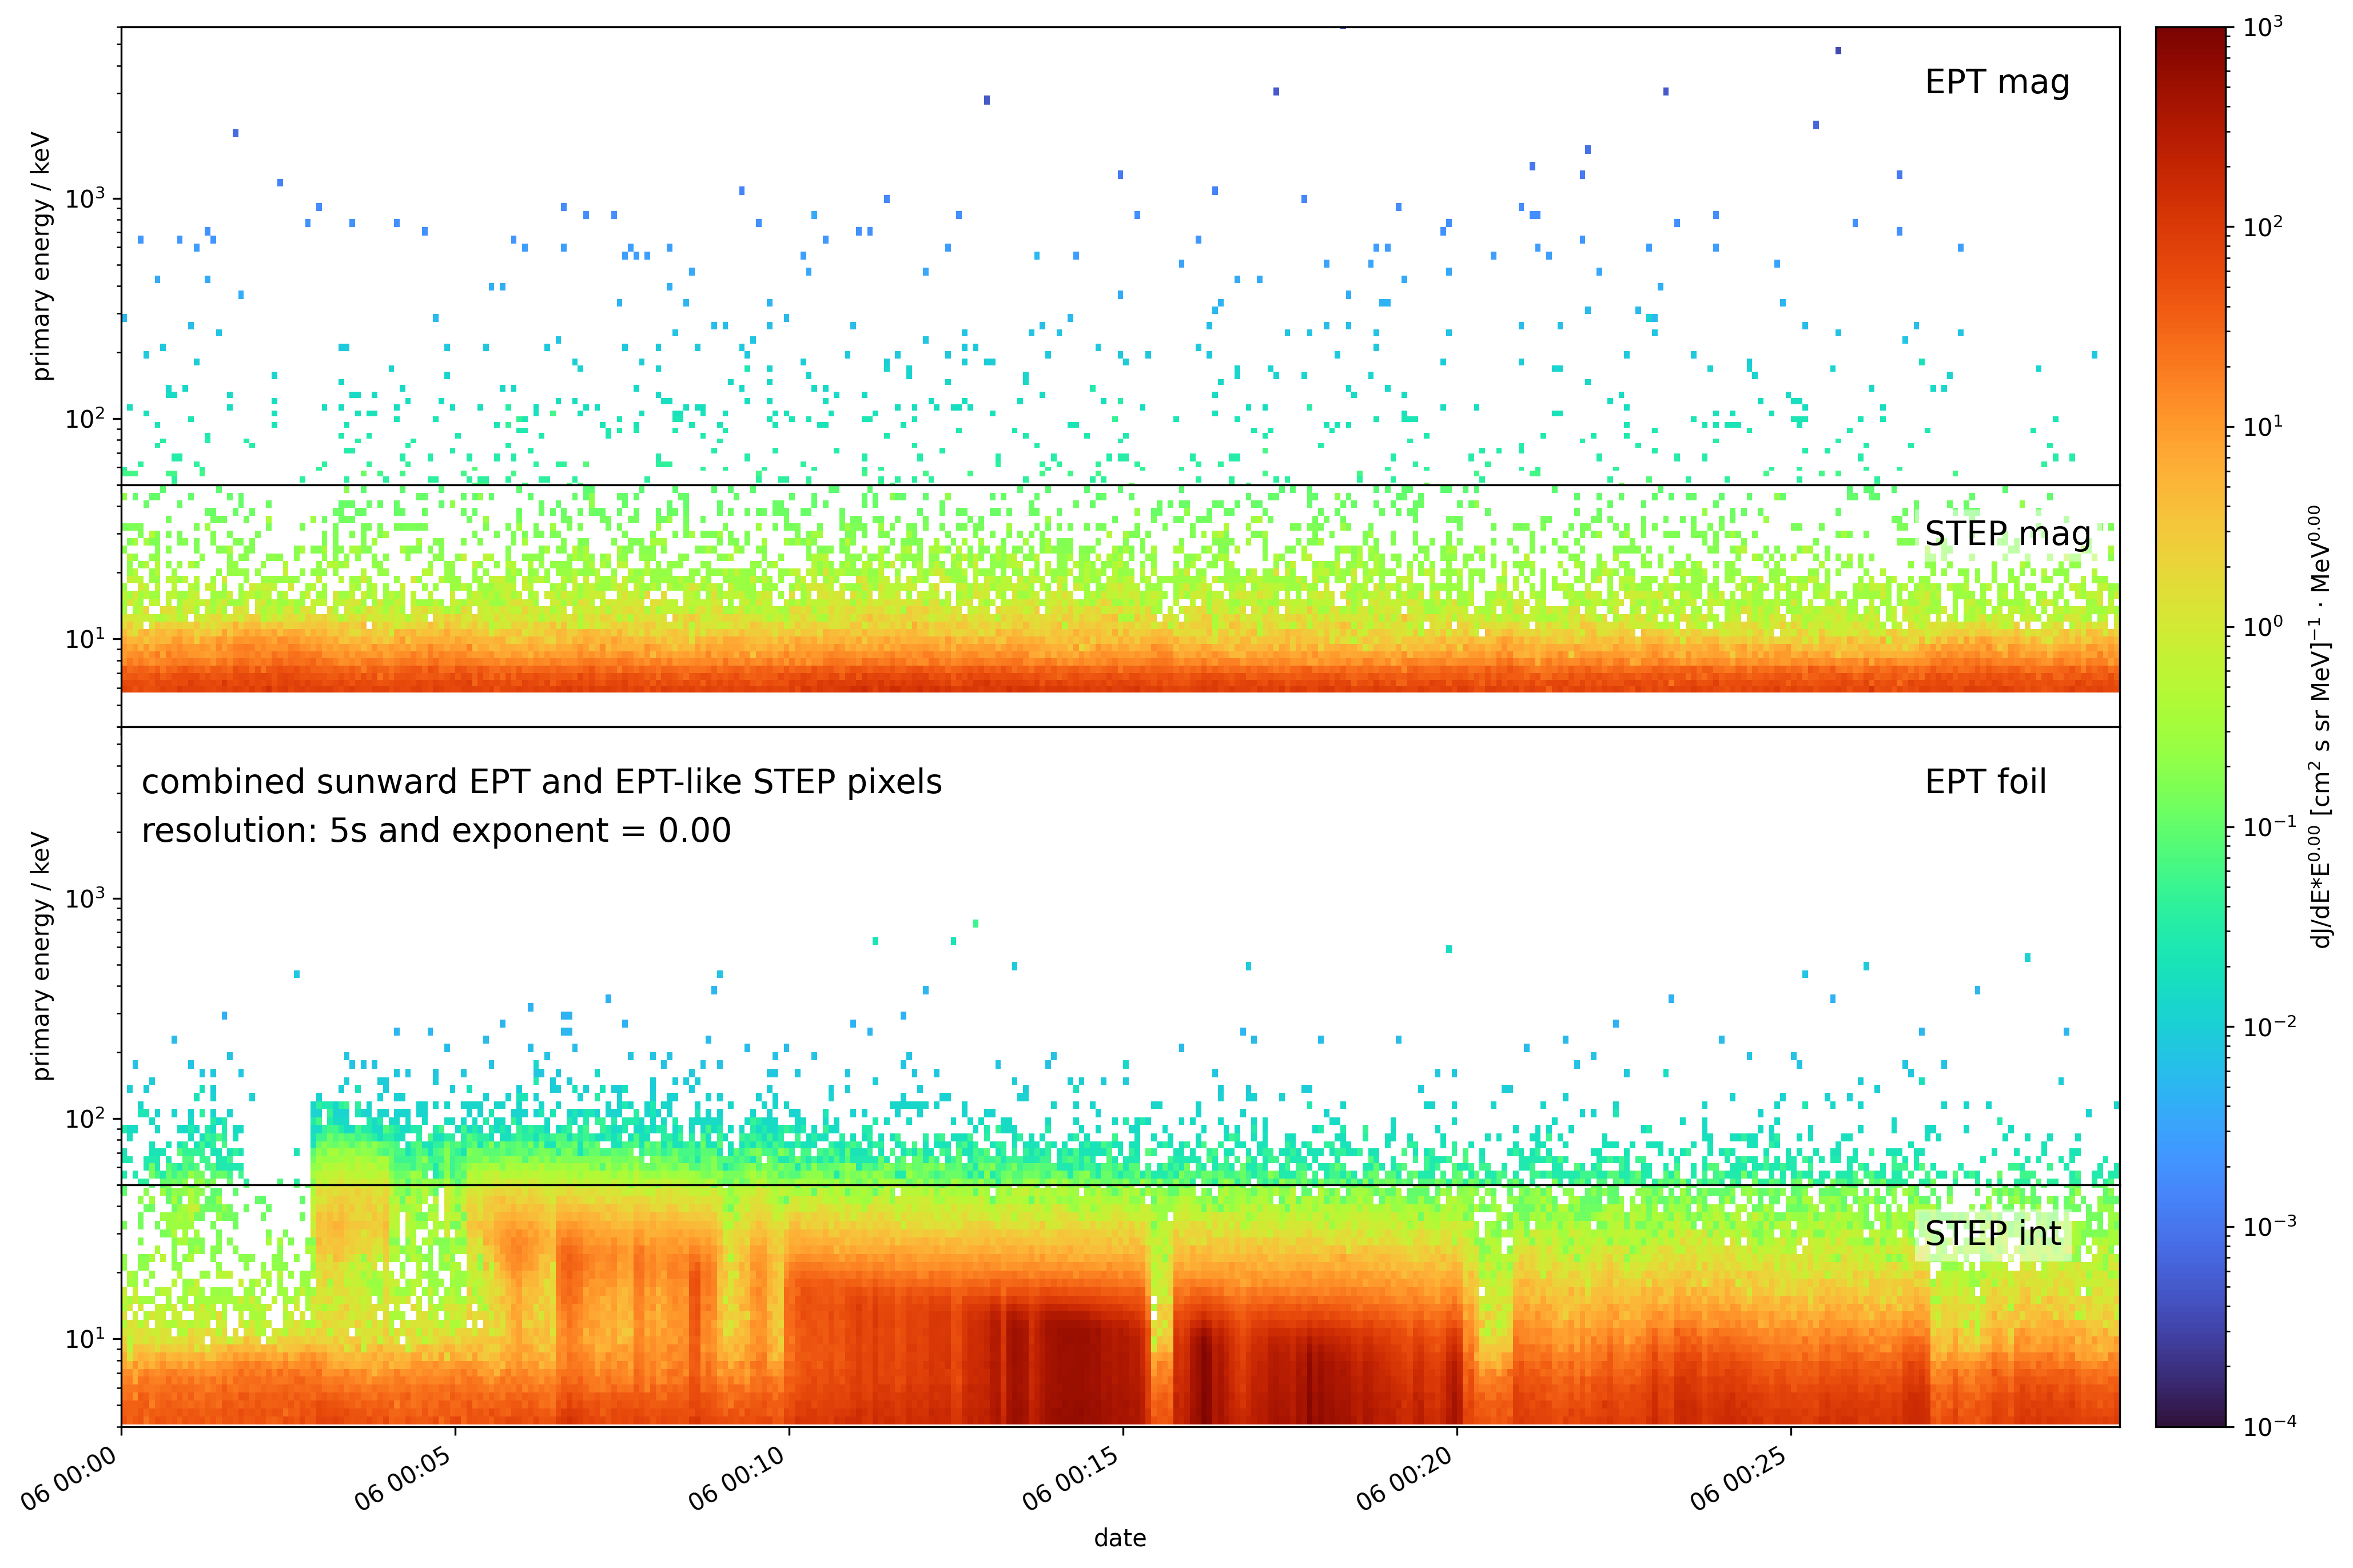 EPT mag
primary energy / keV
10³
10²
10¹
STEP mag
combined sunward EPT and EPT-like STEP pixels
resolution: 5s and exponent = 0.00
EPT foil
primary energy / keV
10³
10²
10¹
STEP int
06 00:00
06 00:05
06 00:10
06 00:15
06 00:20
06 00:25
date
10³
10²
10¹
10⁰
10⁻¹
10⁻²
10⁻³
10⁻⁴
dJ/dE*E⁰·⁰⁰ [cm² s sr MeV]⁻¹ · MeV⁰·⁰⁰